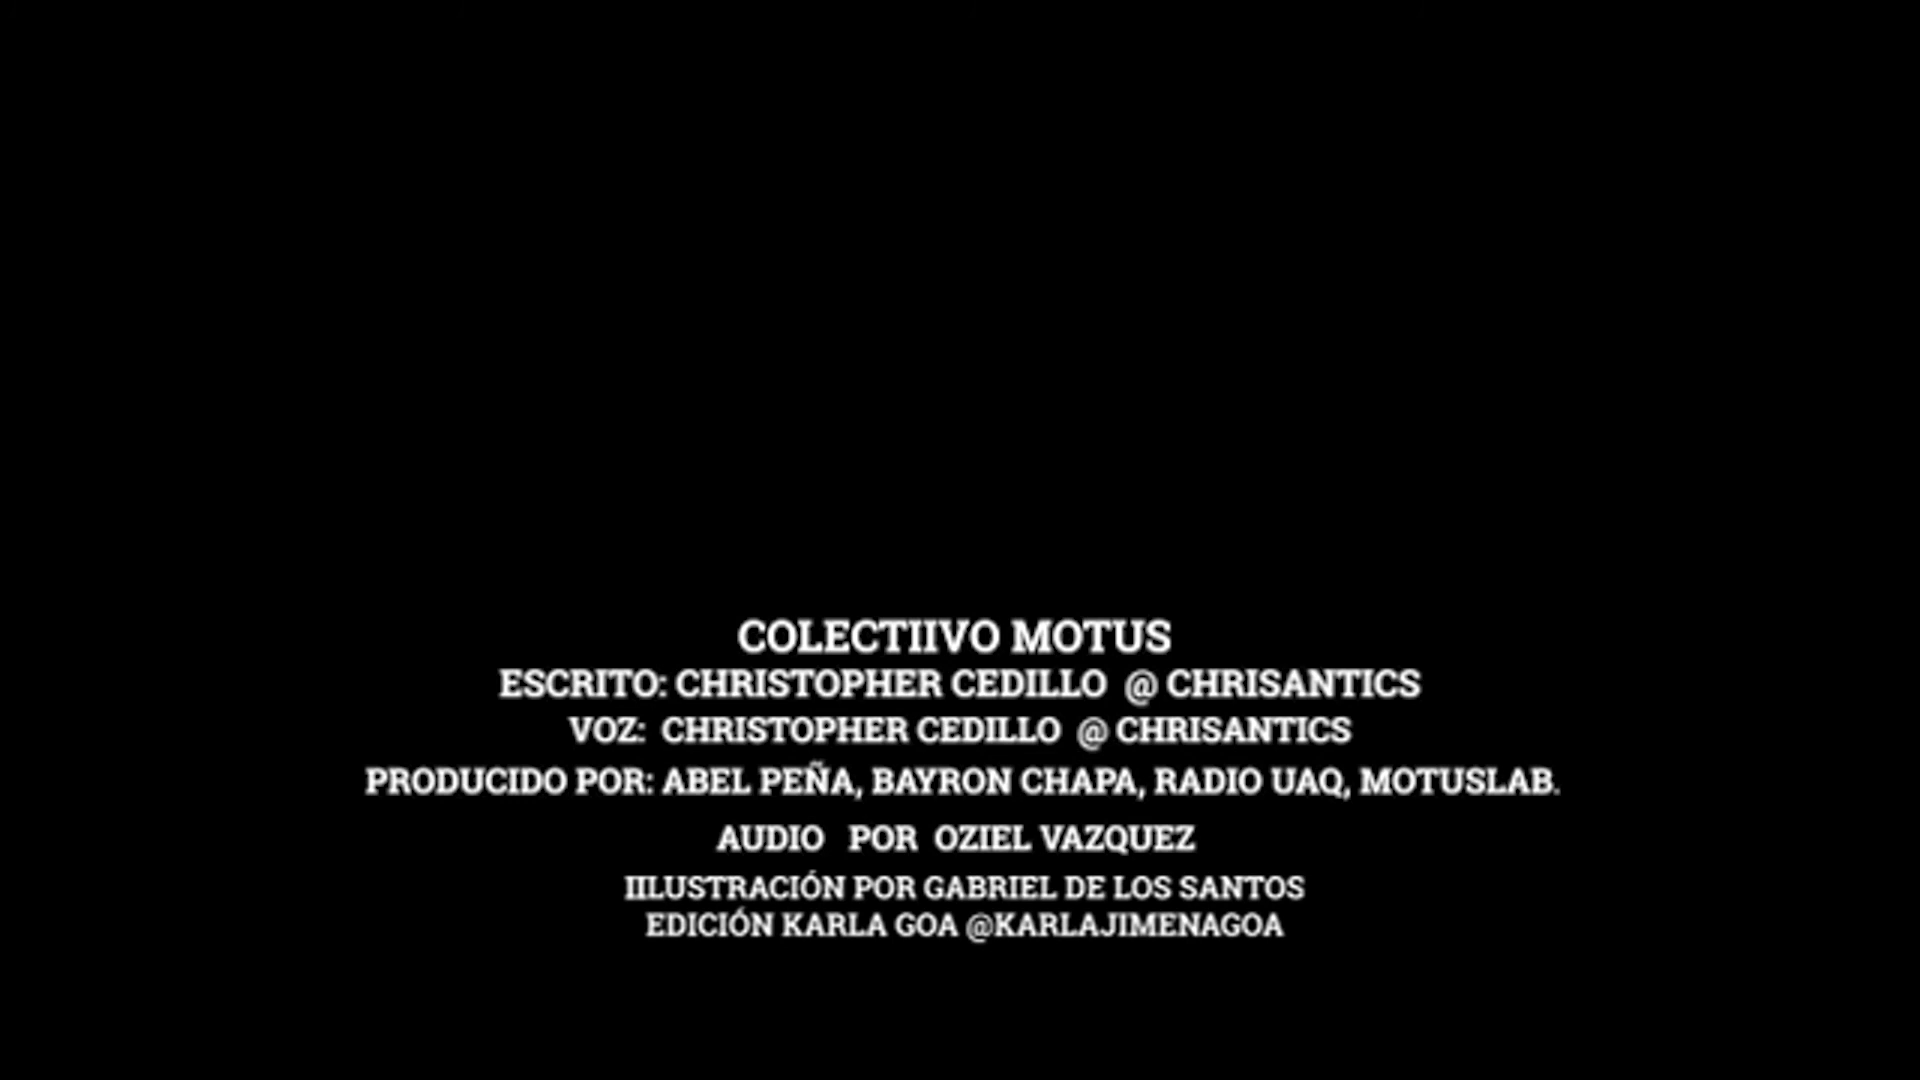 COLECTIIVO MOTUS
ESCRITO: CHRISTOPHER CEDILLO @ CHRISANTICS
VOZ: CHRISTOPHER CEDILLO @ CHRISANTICS
PRODUCIDO POR: ABEL PEÑA, BAYRON CHAPA, RADIO UAQ, MOTUSLAB.
AUDIO POR OZIEL VAZQUEZ
IILUSTRACIÓN POR GABRIEL DE LOS SANTOS
EDICIÓN KARLA GOA @KARLAJIMENAGOA